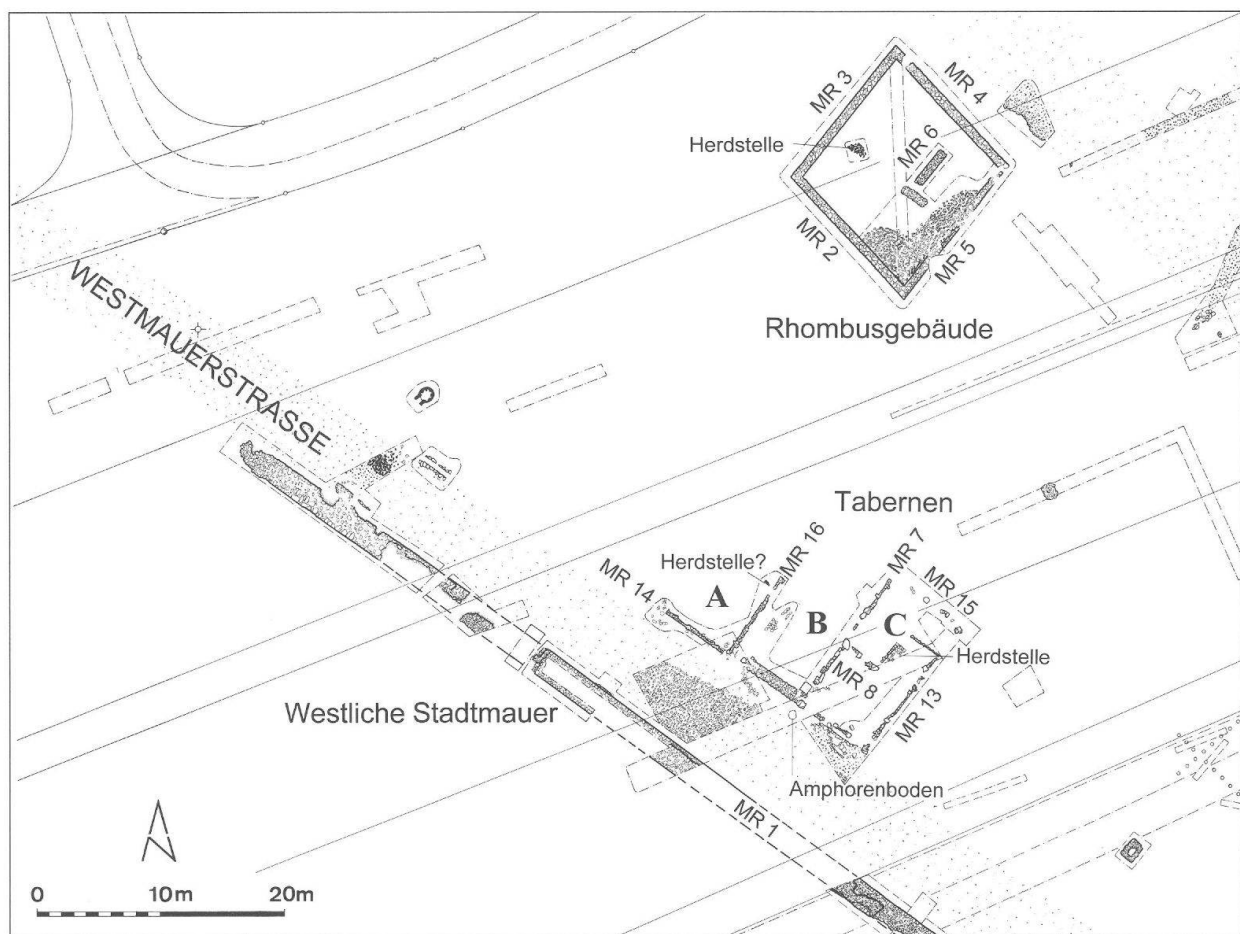 MR 3
MR 4
Herdstelle
MR 6
MR 2
MR 5
Rhombusgebäude
WESTMAUERSTRASSE
Tabernen
Herdstelle?
MR 16
MR 7
MR 15
MR 14
A
B
C
Herdstelle
MR 8
MR 13
Westliche Stadtmauer
Amphorenboden
MR 1
N
0 10m 20m